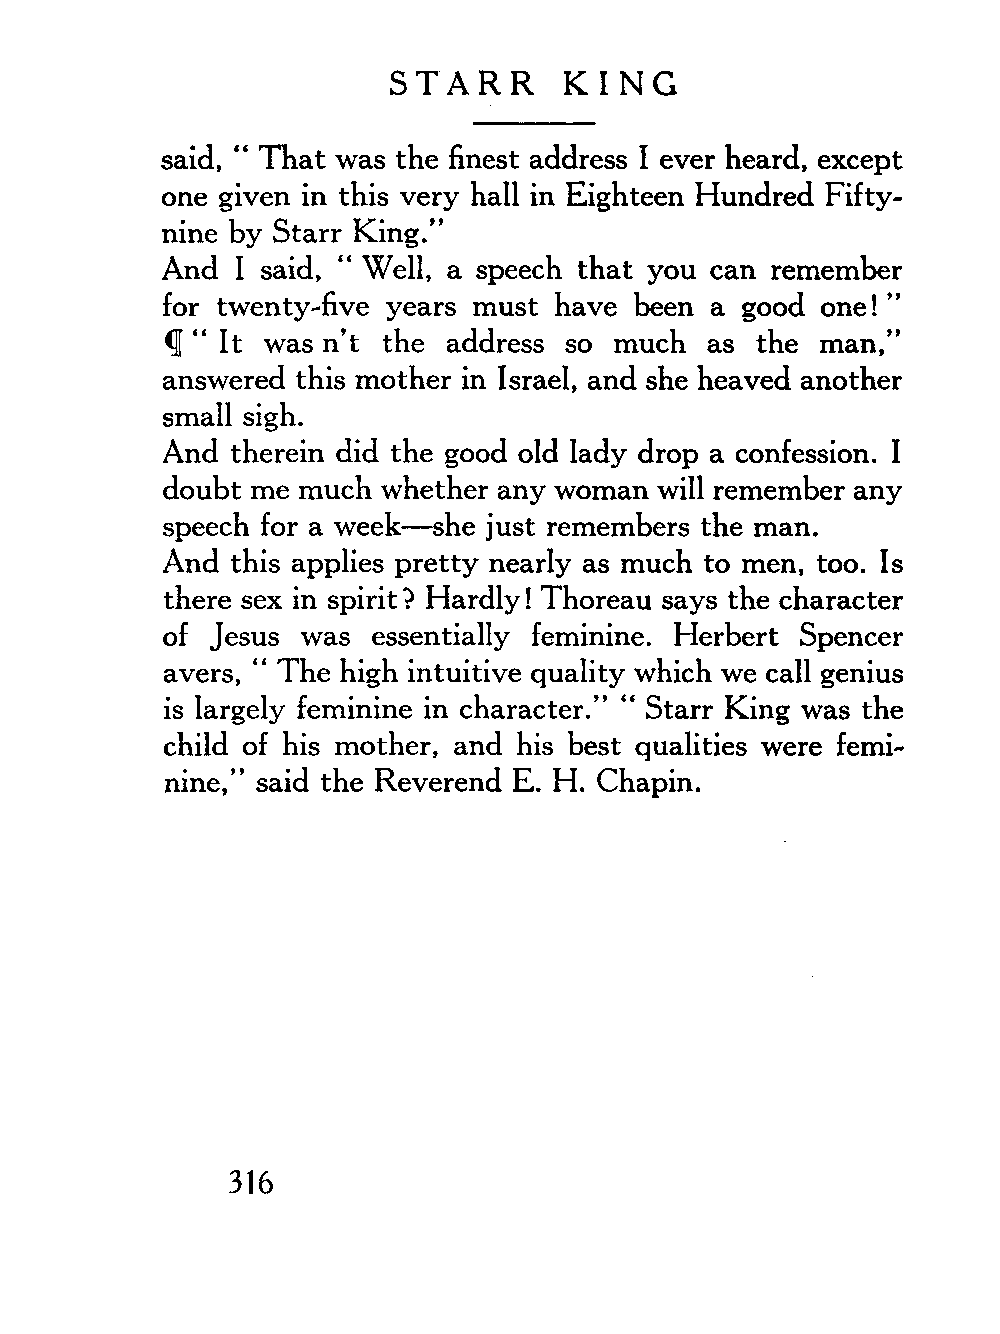 STARR KING
said, “ That was the finest address I ever heard, except
one given in this very hall in Eighteen Hundred Fifty-
nine by Starr King.”
And I said, “ Well, a speech that you can remember
for twenty-five years must have been a good one! ”
¶ “ It was n’t the address so much as the man,”
answered this mother in Israel, and she heaved another
small sigh.
And therein did the good old lady drop a confession. I
doubt me much whether any woman will remember any
speech for a week—she just remembers the man.
And this applies pretty nearly as much to men, too. Is
there sex in spirit? Hardly! Thoreau says the character
of Jesus was essentially feminine. Herbert Spencer
avers, “ The high intuitive quality which we call genius
is largely feminine in character.” “ Starr King was the
child of his mother, and his best qualities were femi-
nine,” said the Reverend E. H. Chapin.
316